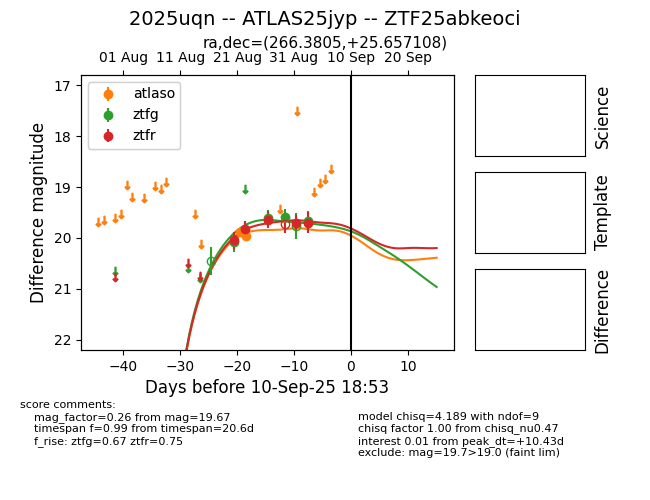 2025uqn -- ATLAS25jyp -- ZTF25abkeoci
ra,dec=(266.3805,+25.657108)
01 Aug 11 Aug 21 Aug 31 Aug 10 Sep 20 Sep
17
18
19
20
21
22
Difference magnitude
atlaso
ztfg
ztfr
−40 −30 −20 −10 0 10
Days before 10-Sep-25 18:53
Science
Template
Difference
score comments:
mag_factor=0.26 from mag=19.67
timespan f=0.99 from timespan=20.6d
f_rise: ztfg=0.67 ztfr=0.75
model chisq=4.189 with ndof=9
chisq factor 1.00 from chisq_nu0.47
interest 0.01 from peak_dt=+10.43d
exclude: mag=19.7>19.0 (faint lim)